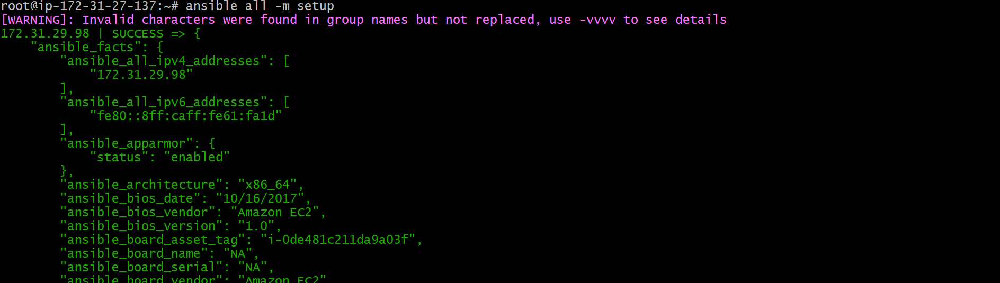 root@ip-172-31-27-137:~# ansible all -m setup
[WARNING]: Invalid characters were found in group names but not replaced, use -vvvv to see details
172.31.29.98 | SUCCESS => {
    "ansible_facts": {
        "ansible_all_ipv4_addresses": [
            "172.31.29.98"
        ],
        "ansible_all_ipv6_addresses": [
            "fe80::8ff:caff:fe61:fa1d"
        ],
        "ansible_apparmor": {
            "status": "enabled"
        },
        "ansible_architecture": "x86_64",
        "ansible_bios_date": "10/16/2017",
        "ansible_bios_vendor": "Amazon EC2",
        "ansible_bios_version": "1.0",
        "ansible_board_asset_tag": "i-0de481c211da9a03f",
        "ansible_board_name": "NA",
        "ansible_board_serial": "NA",
        "ansible_board_vendor": "Amazon EC2"